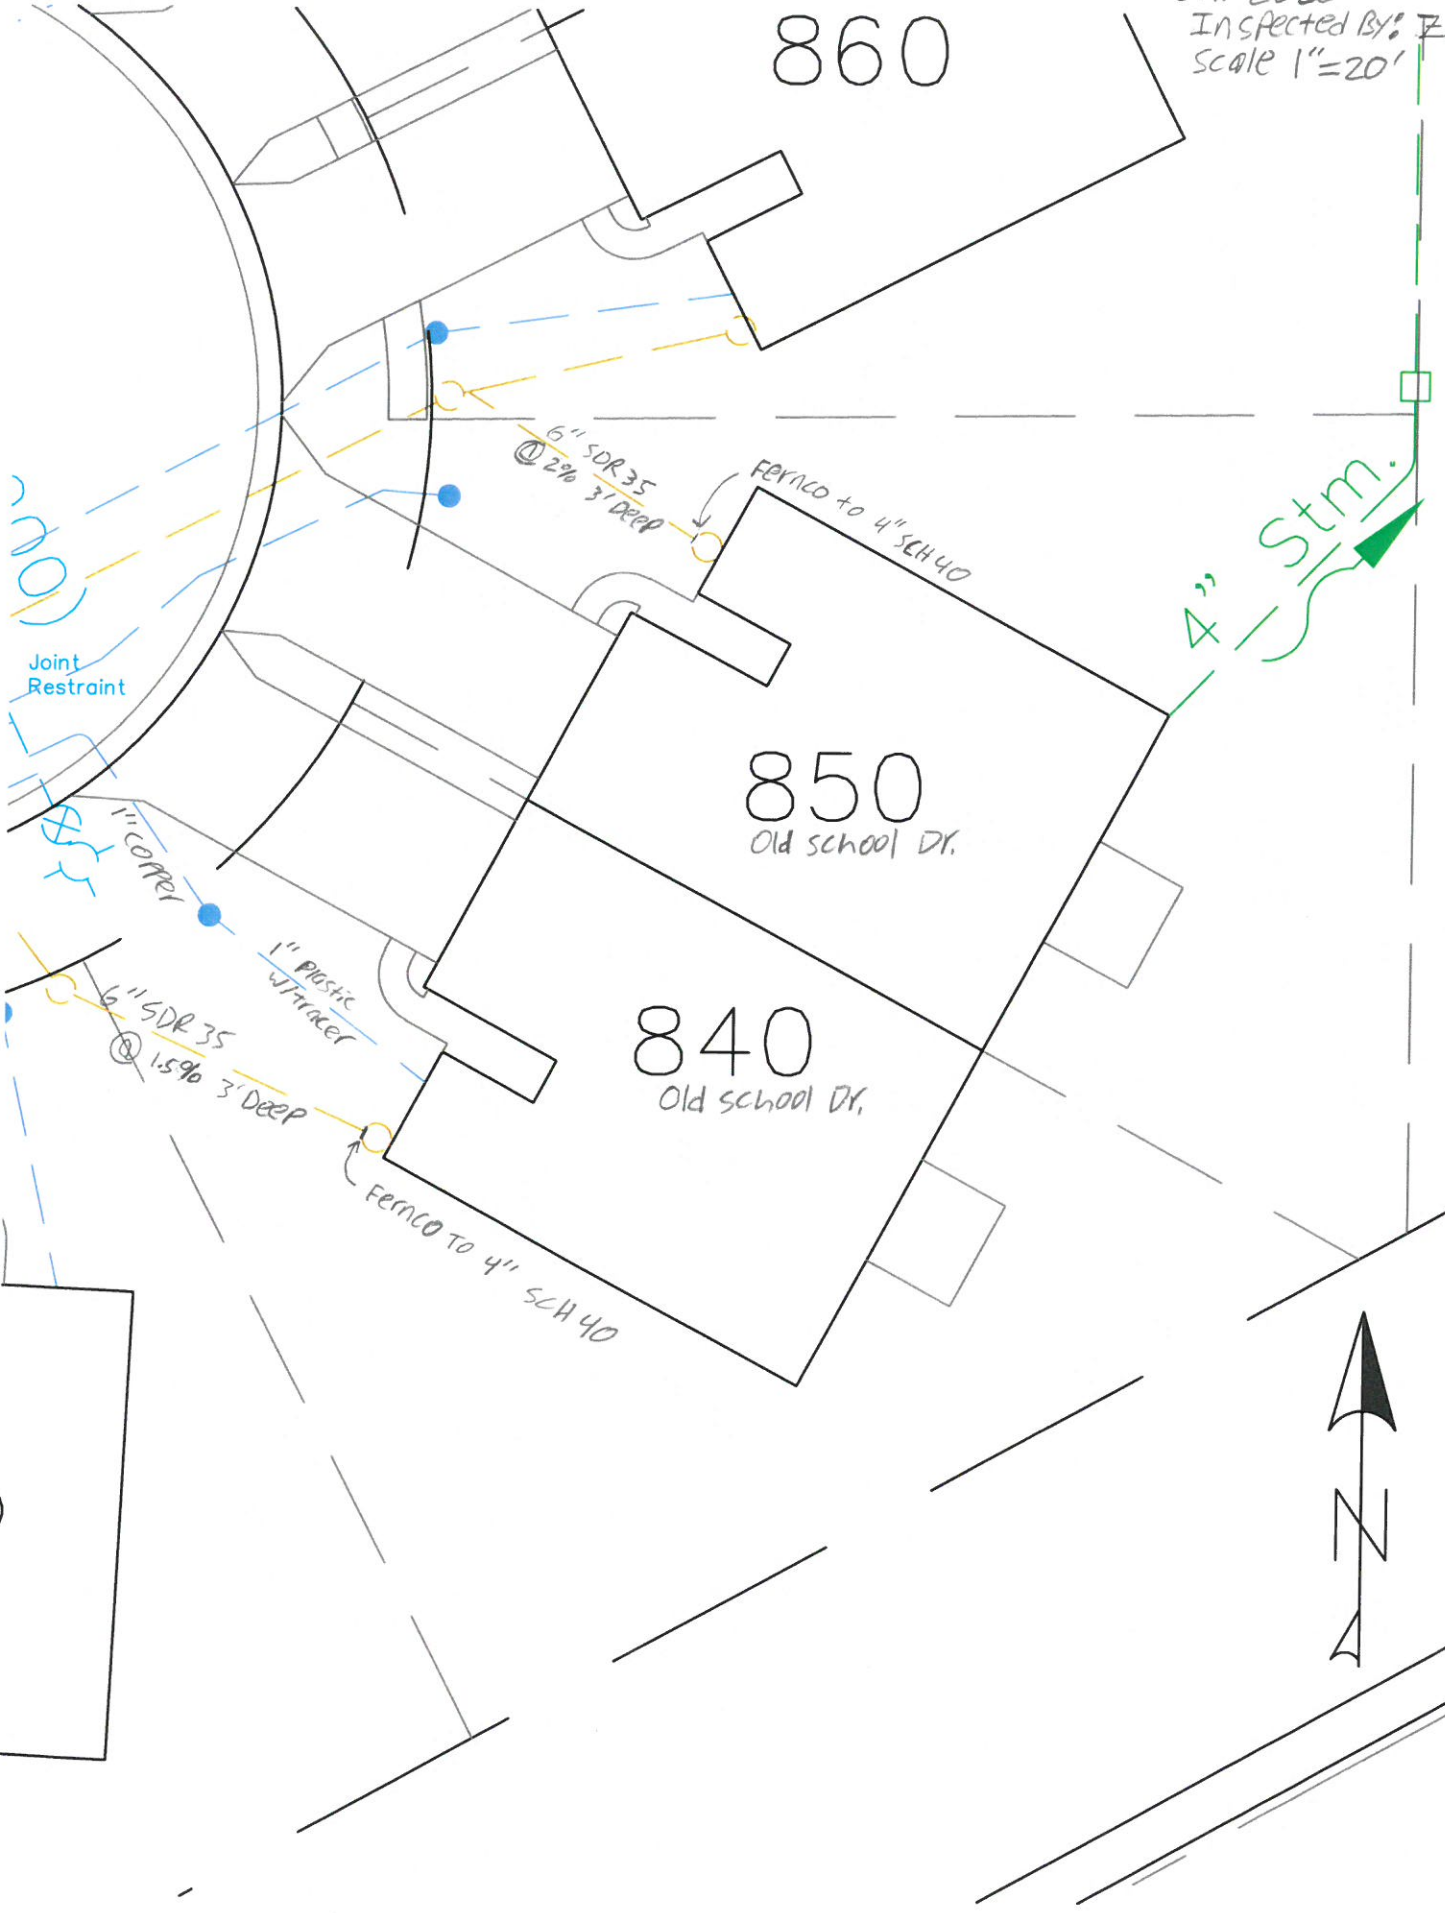 860
Inspected By:
Scale 1"=20'
6" SDR 35
@ 2% 3' Deep
Fernco to 4" SCH 40
4" Stm.
Joint
Restraint
850
Old School Dr.
1" Copper
1" Plastic
w/tracer
6" SDR 35
@ 1.5% 3' Deep
840
Old School Dr.
Fernco To 4" SCH 40
N